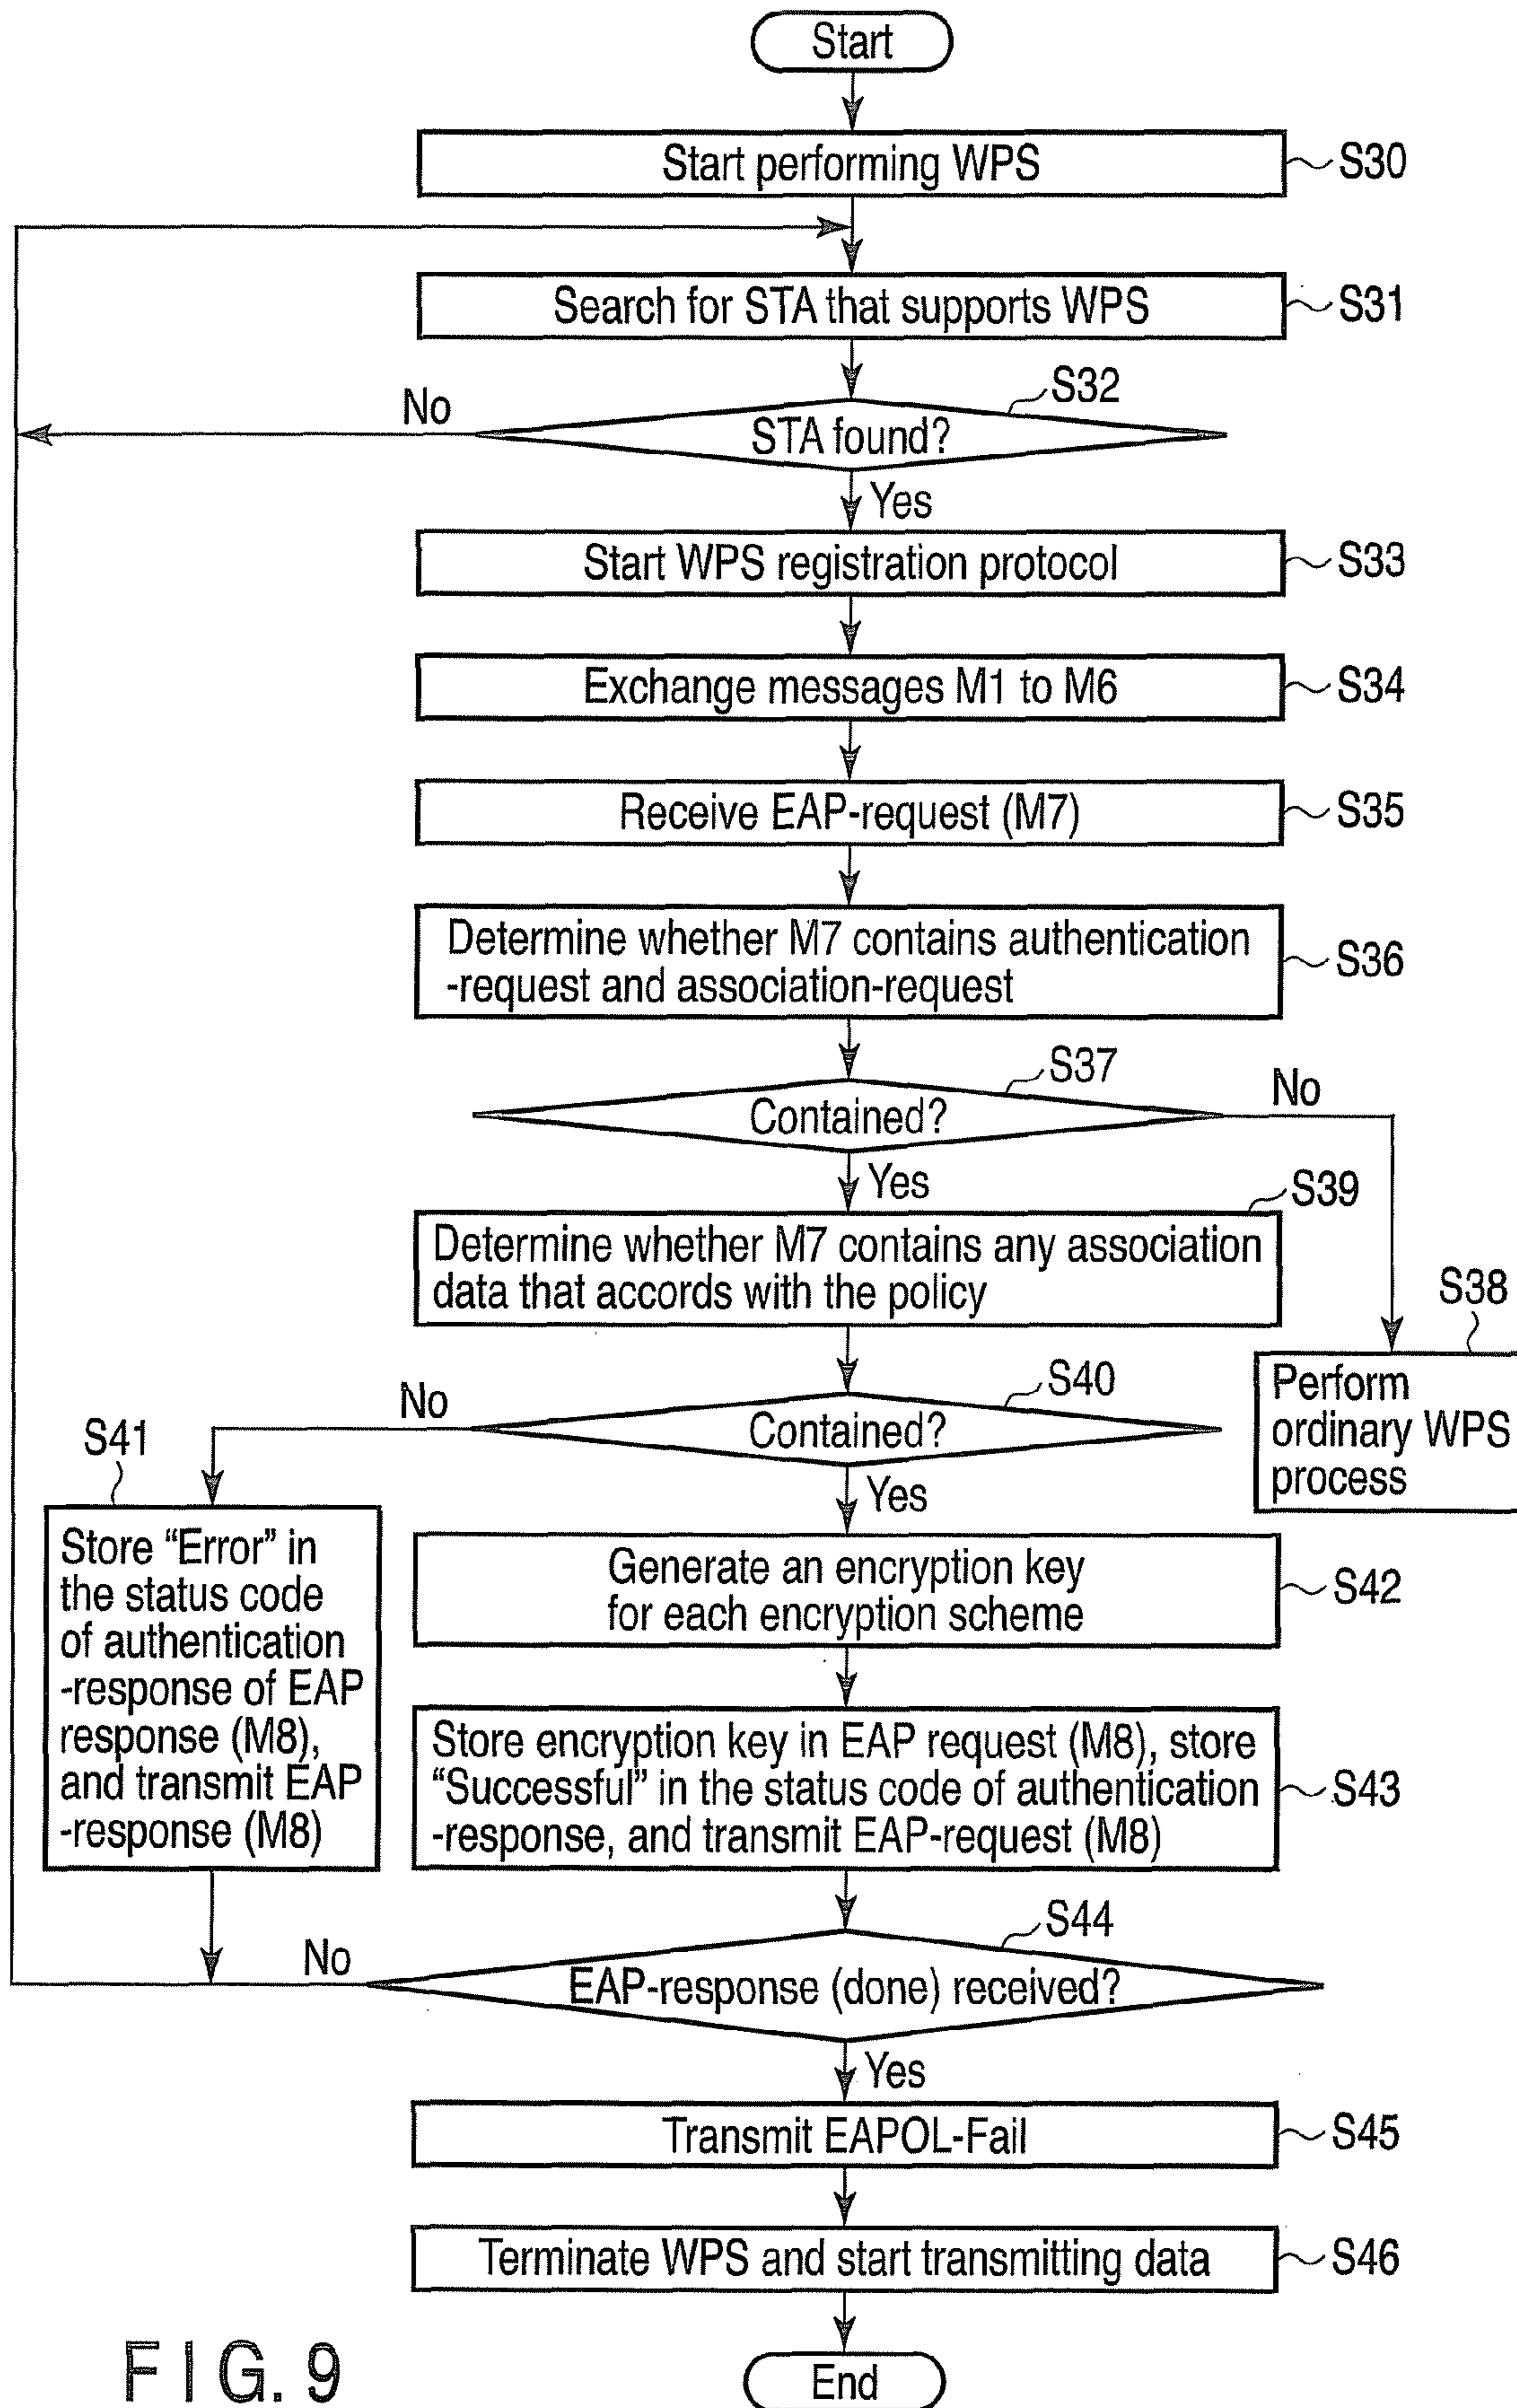 Start
Start performing WPS
S30
Search for STA that supports WPS
S31
S32
No
STA found?
Yes
Start WPS registration protocol
S33
Exchange messages M1 to M6
S34
Receive EAP-request (M7)
S35
Determine whether M7 contains authentication
-request and association-request
S36
S37
No
Contained?
Yes
S39
Determine whether M7 contains any association
data that accords with the policy
S38
Perform
ordinary WPS
process
S40
No
Contained?
Yes
S41
Store “Error” in
the status code
of authentication
-response of EAP
response (M8),
and transmit EAP
-response (M8)
Generate an encryption key
for each encryption scheme
S42
Store encryption key in EAP request (M8), store
“Successful” in the status code of authentication
-response, and transmit EAP-request (M8)
S43
S44
No
EAP-response (done) received?
Yes
Transmit EAPOL-Fail
S45
Terminate WPS and start transmitting data
S46
End
FIG. 9